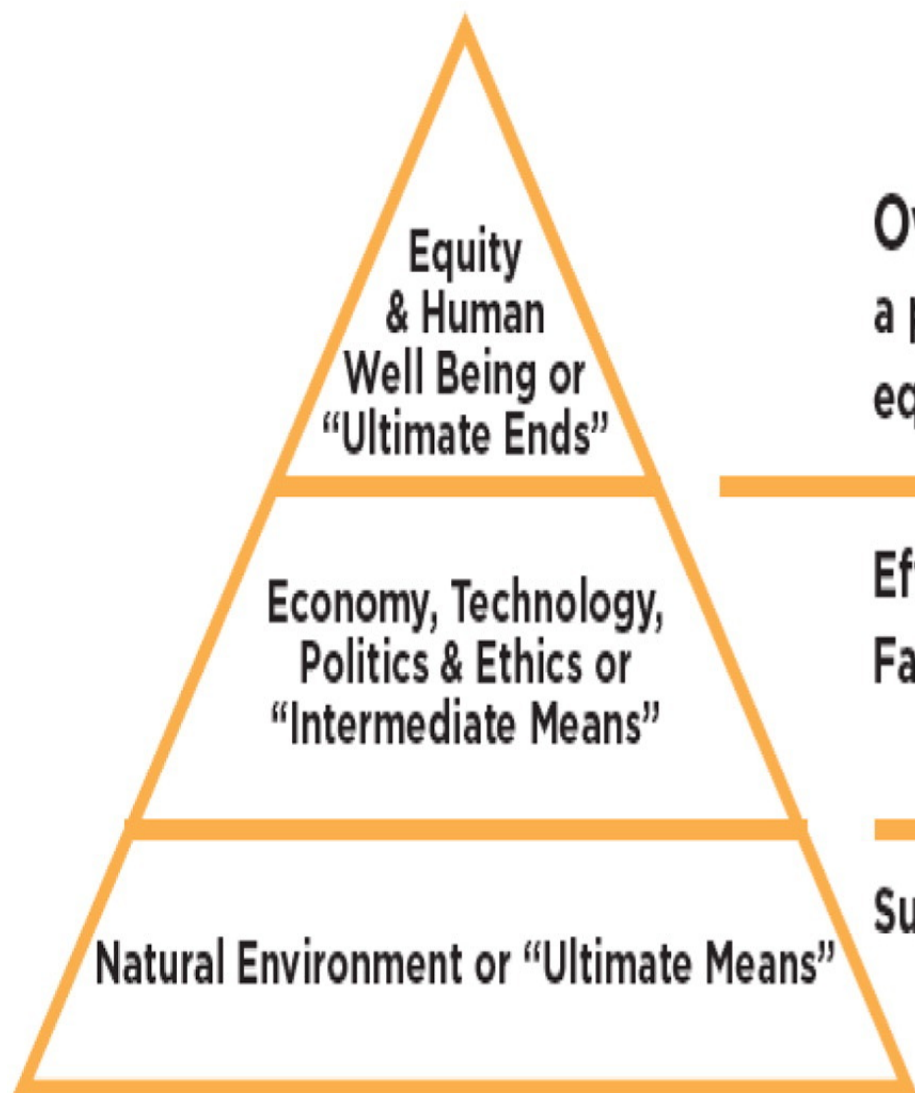 Equity
& Human
Well Being or
“Ultimate Ends”
a
Economy, Technology,
Politics & Ethics or
“Intermediate Means”
Natural Environment or “Ultimate Means”